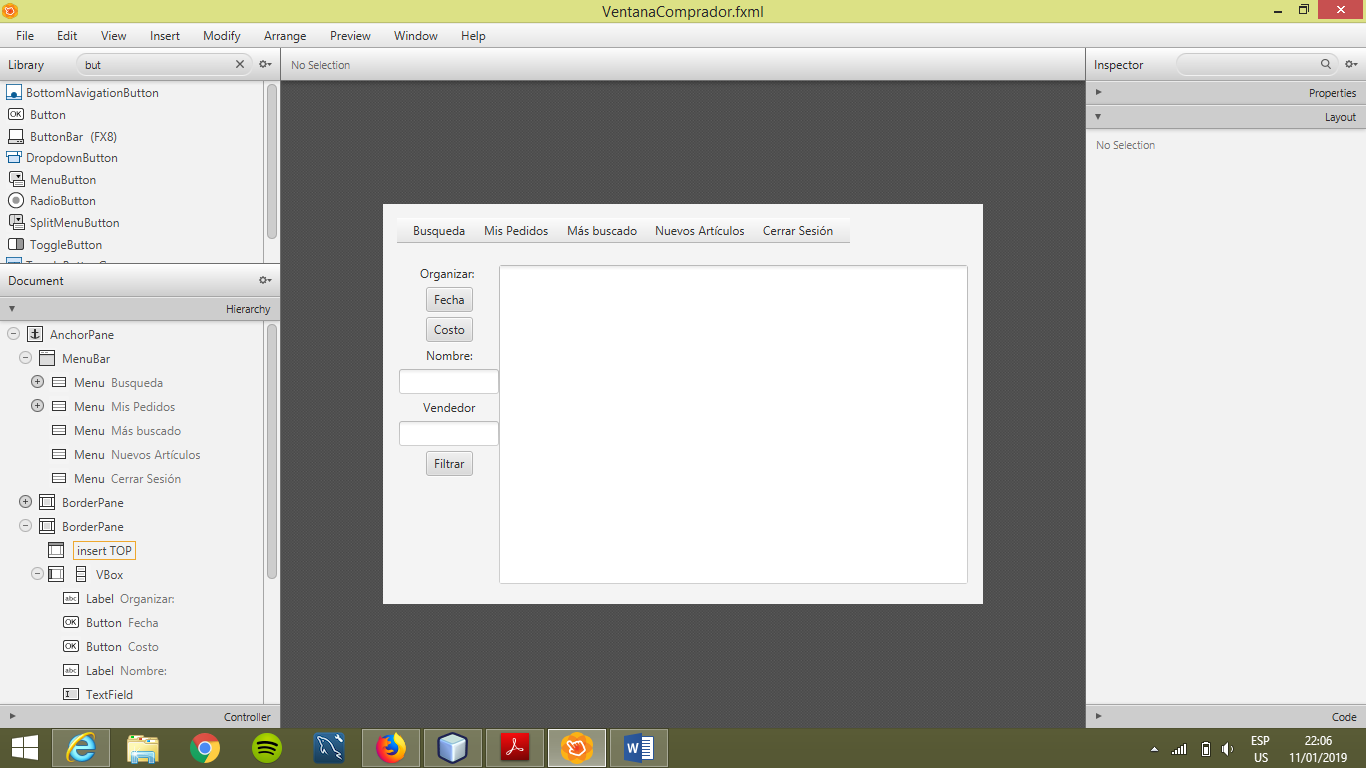 VentanaComprador.fxml
File Edit View Insert Modify Arrange Preview Window Help
Library but
No Selection
Inspector
BottomNavigationButton
Button
ButtonBar (FX8)
DropdownButton
MenuButton
RadioButton
SplitMenuButton
ToggleButton
Document
Hierarchy
AnchorPane
MenuBar
Menu Busqueda
Menu Mis Pedidos
Menu Más buscado
Menu Nuevos Artículos
Menu Cerrar Sesión
BorderPane
BorderPane
insert TOP
VBox
abc Label Organizar:
OK Button Fecha
OK Button Costo
abc Label Nombre:
TextField
Controller
Busqueda Mis Pedidos Más buscado Nuevos Artículos Cerrar Sesión
Organizar:
Fecha
Costo
Nombre:
Vendedor
Filtrar
Properties
Layout
No Selection
Code
ESP
US
22:06
11/01/2019